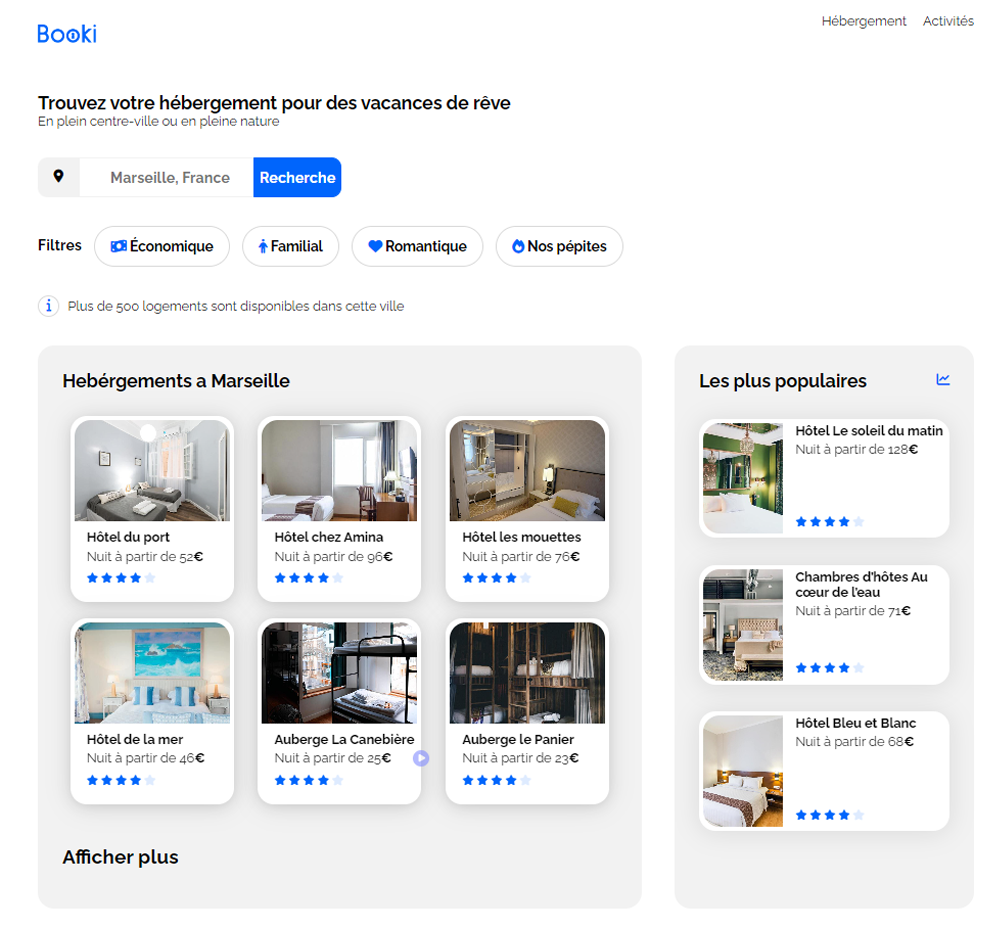 Booki
Hébergement Activités
Trouvez votre hébergement pour des vacances de rêve
En plein centre-ville ou en pleine nature
Marseille, France Recherche
Filtres Économique Familial Romantique Nos pépites
Plus de 500 logements sont disponibles dans cette ville
Hebérgements a Marseille
Hôtel du port
Nuit à partir de 52€
Hôtel chez Amina
Nuit à partir de 96€
Hôtel les mouettes
Nuit à partir de 76€
Hôtel de la mer
Nuit à partir de 46€
Auberge La Canebière
Nuit à partir de 25€
Auberge le Panier
Nuit à partir de 23€
Afficher plus
Les plus populaires
Hôtel Le soleil du matin
Nuit à partir de 128€
Chambres d'hôtes Au
cœur de l'eau
Nuit à partir de 71€
Hôtel Bleu et Blanc
Nuit à partir de 68€